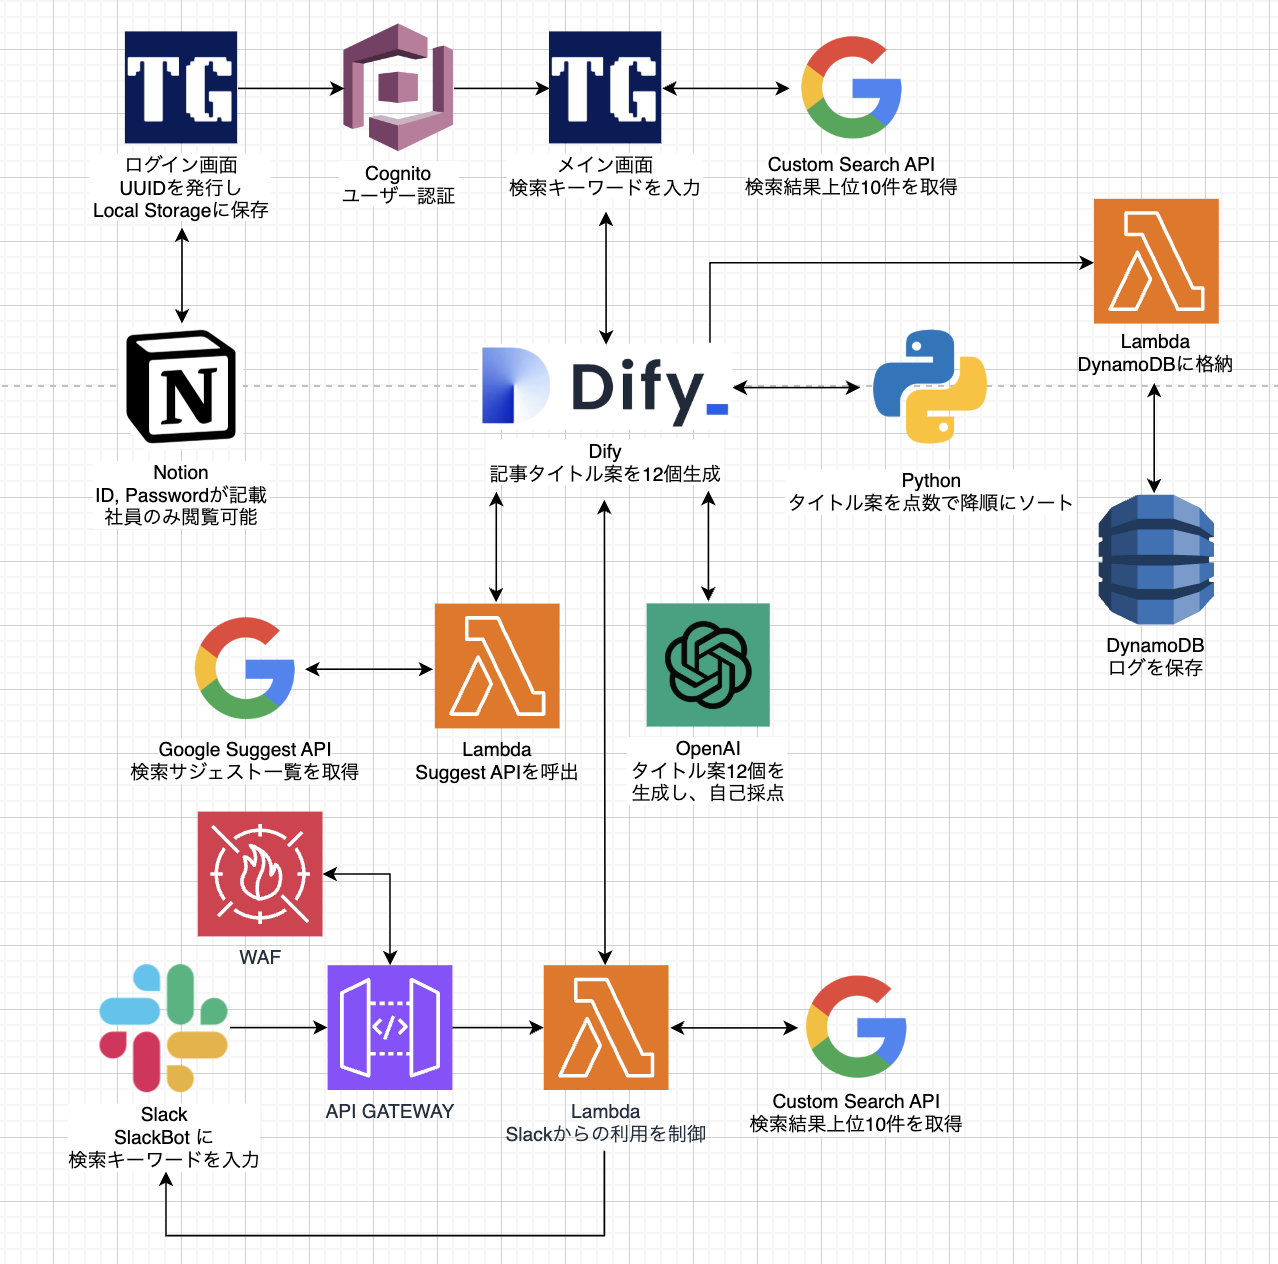 TG
TG
ログイン画面
UUIDを発行し
Local Storageに保存
Cognito
ユーザー認証
メイン画面
検索キーワードを入力
Custom Search API
検索結果上位10件を取得
Lambda
DynamoDBに格納
N
Notion
ID, Passwordが記載
社員のみ閲覧可能
Dify_
Dify
記事タイトル案を12個生成
Python
タイトル案を点数で降順にソート
DynamoDB
ログを保存
Google Suggest API
検索サジェスト一覧を取得
Lambda
Suggest APIを呼出
OpenAI
タイトル案12個を
生成し、自己採点
WAF
</>
Slack
SlackBot に
検索キーワードを入力
API GATEWAY
Lambda
Slackからの利用を制御
Custom Search API
検索結果上位10件を取得